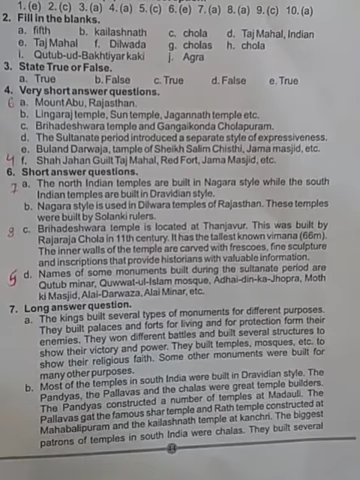 1. (e) 2. (c) 3. (a) 4. (a) 5. (c) 6. (e) 7. (a) 8. (a) 9. (c) 10. (a)
2. Fill in the blanks.
a. fifth b. kailashnath c. chola d. Taj Mahal, Indian
e. Taj Mahal f. Dilwada g. cholas h. chola
i. Qutub-ud-Bakhtiyar kaki j. Agra
3. State True or False.
a. True b. False c. True d. False e. True
4. Very short answer questions.
6 a. Mount Abu, Rajasthan.
b. Lingaraj temple, Sun temple, Jagannath temple etc.
c. Brihadeshwara temple and Gangaikonda Cholapuram.
d. The Sultanate period introduced a separate style of expressiveness.
e. Buland Darwaja, tample of Sheikh Salim Chisthi, Jama masjid, etc.
4 f. Shah Jahan Guilt Taj Mahal, Red Fort, Jama Masjid, etc.
6. Short answer questions.
7 a. The north Indian temples are built in Nagara style while the south
Indian temples are built in Dravidian style.
b. Nagara style is used in Dilwara temples of Rajasthan. These temples
were built by Solanki rulers.
c. Brihadeshwara temple is located at Thanjavur. This was built by
Rajaraja Chola in 11th century. It has the tallest known vimana (66m).
The inner walls of the temple are carved with frescoes, fine sculpture
and inscriptions that provide historians with valuable information.
5 d. Names of some monuments built during the sultanate period are
Qutub minar, Quwwat-ul-Islam mosque, Adhai-din-ka-Jhopra, Moth
ki Masjid, Alai-Darwaza, Alai Minar, etc.
7. Long answer question.
a. The kings built several types of monuments for different purposes.
They built palaces and forts for living and for protection form their
enemies. They won different battles and built several structures to
show their victory and power. They built temples, mosques, etc. to
show their religious faith. Some other monuments were built for
many other purposes.
b. Most of the temples in south India were built in Dravidian style. The
Pandyas, the Pallavas and the chalas were great temple builders.
The Pandyas constructed a number of temples at Madauli. The
Pallavas gat the famous shar temple and Rath temple constructed at
Mahabalipuram and the kailashnath temple at kanchri. The biggest
patrons of temples in south India were chalas. They built several